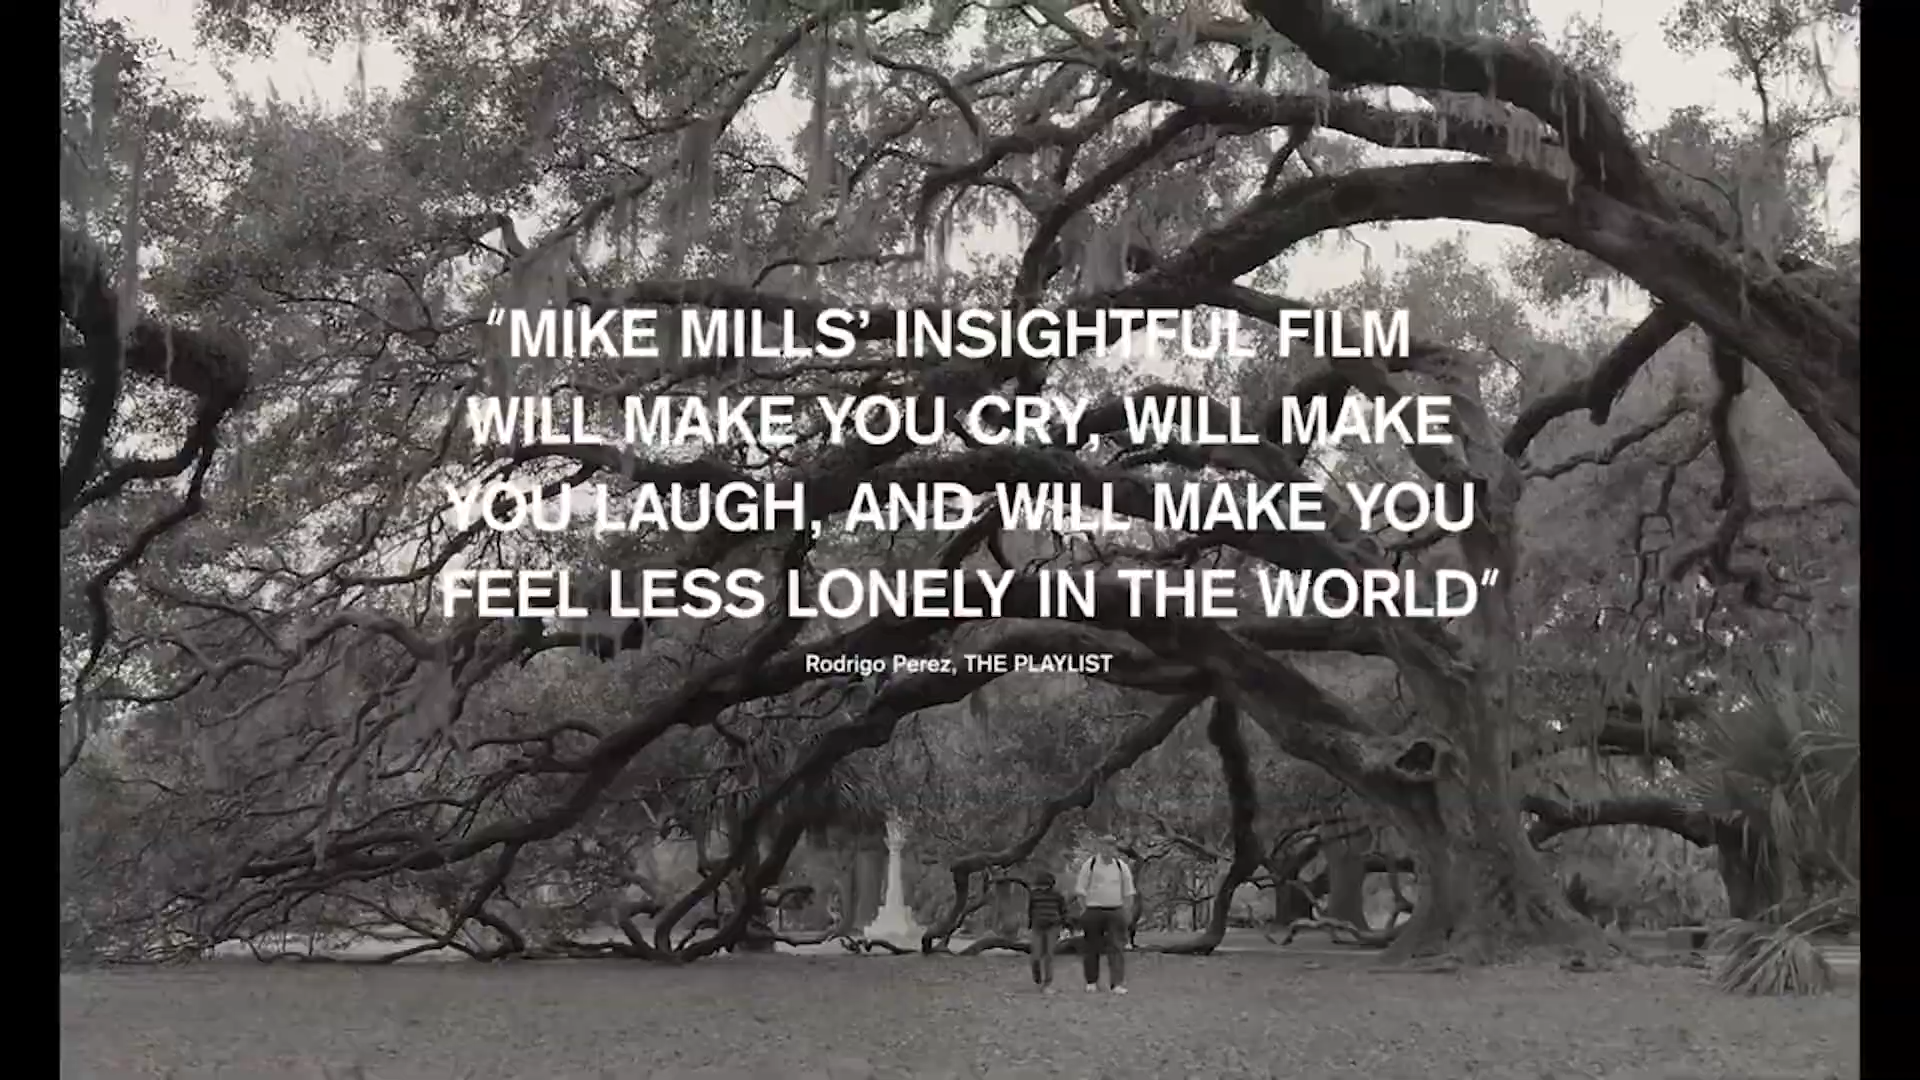 “MIKE MILLS’ INSIGHTFUL FILM
WILL MAKE YOU CRY, WILL MAKE
YOU LAUGH, AND WILL MAKE YOU
FEEL LESS LONELY IN THE WORLD”
Rodrigo Perez, THE PLAYLIST